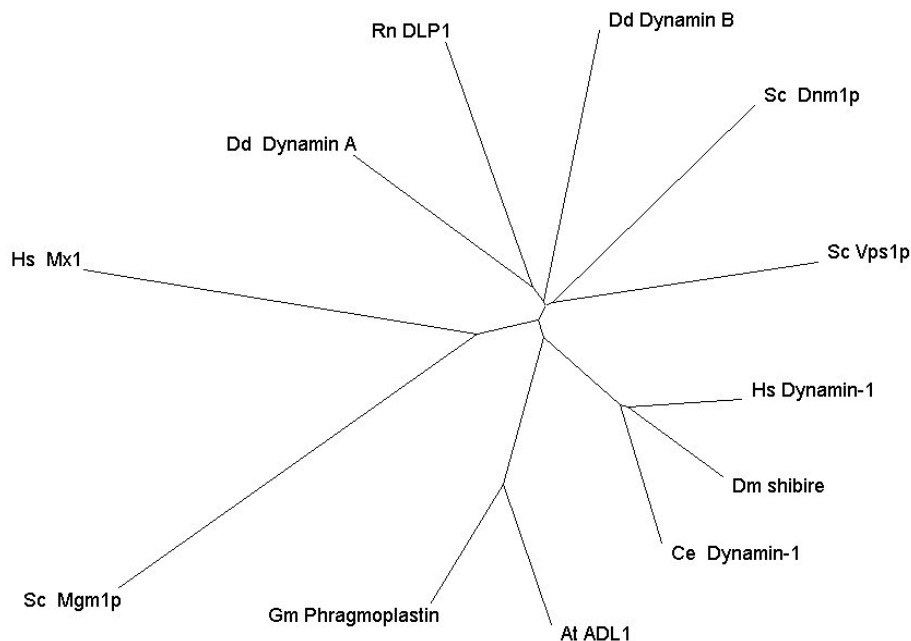 Rn DLP1
Dd Dynamin B
Sc Dnm1p
Dd Dynamin A
Sc Vps1p
Hs Mx1
Hs Dynamin-1
Dm shibire
Ce Dynamin-1
Sc Mgm1p
Gm Phragmoplastin
At ADL1